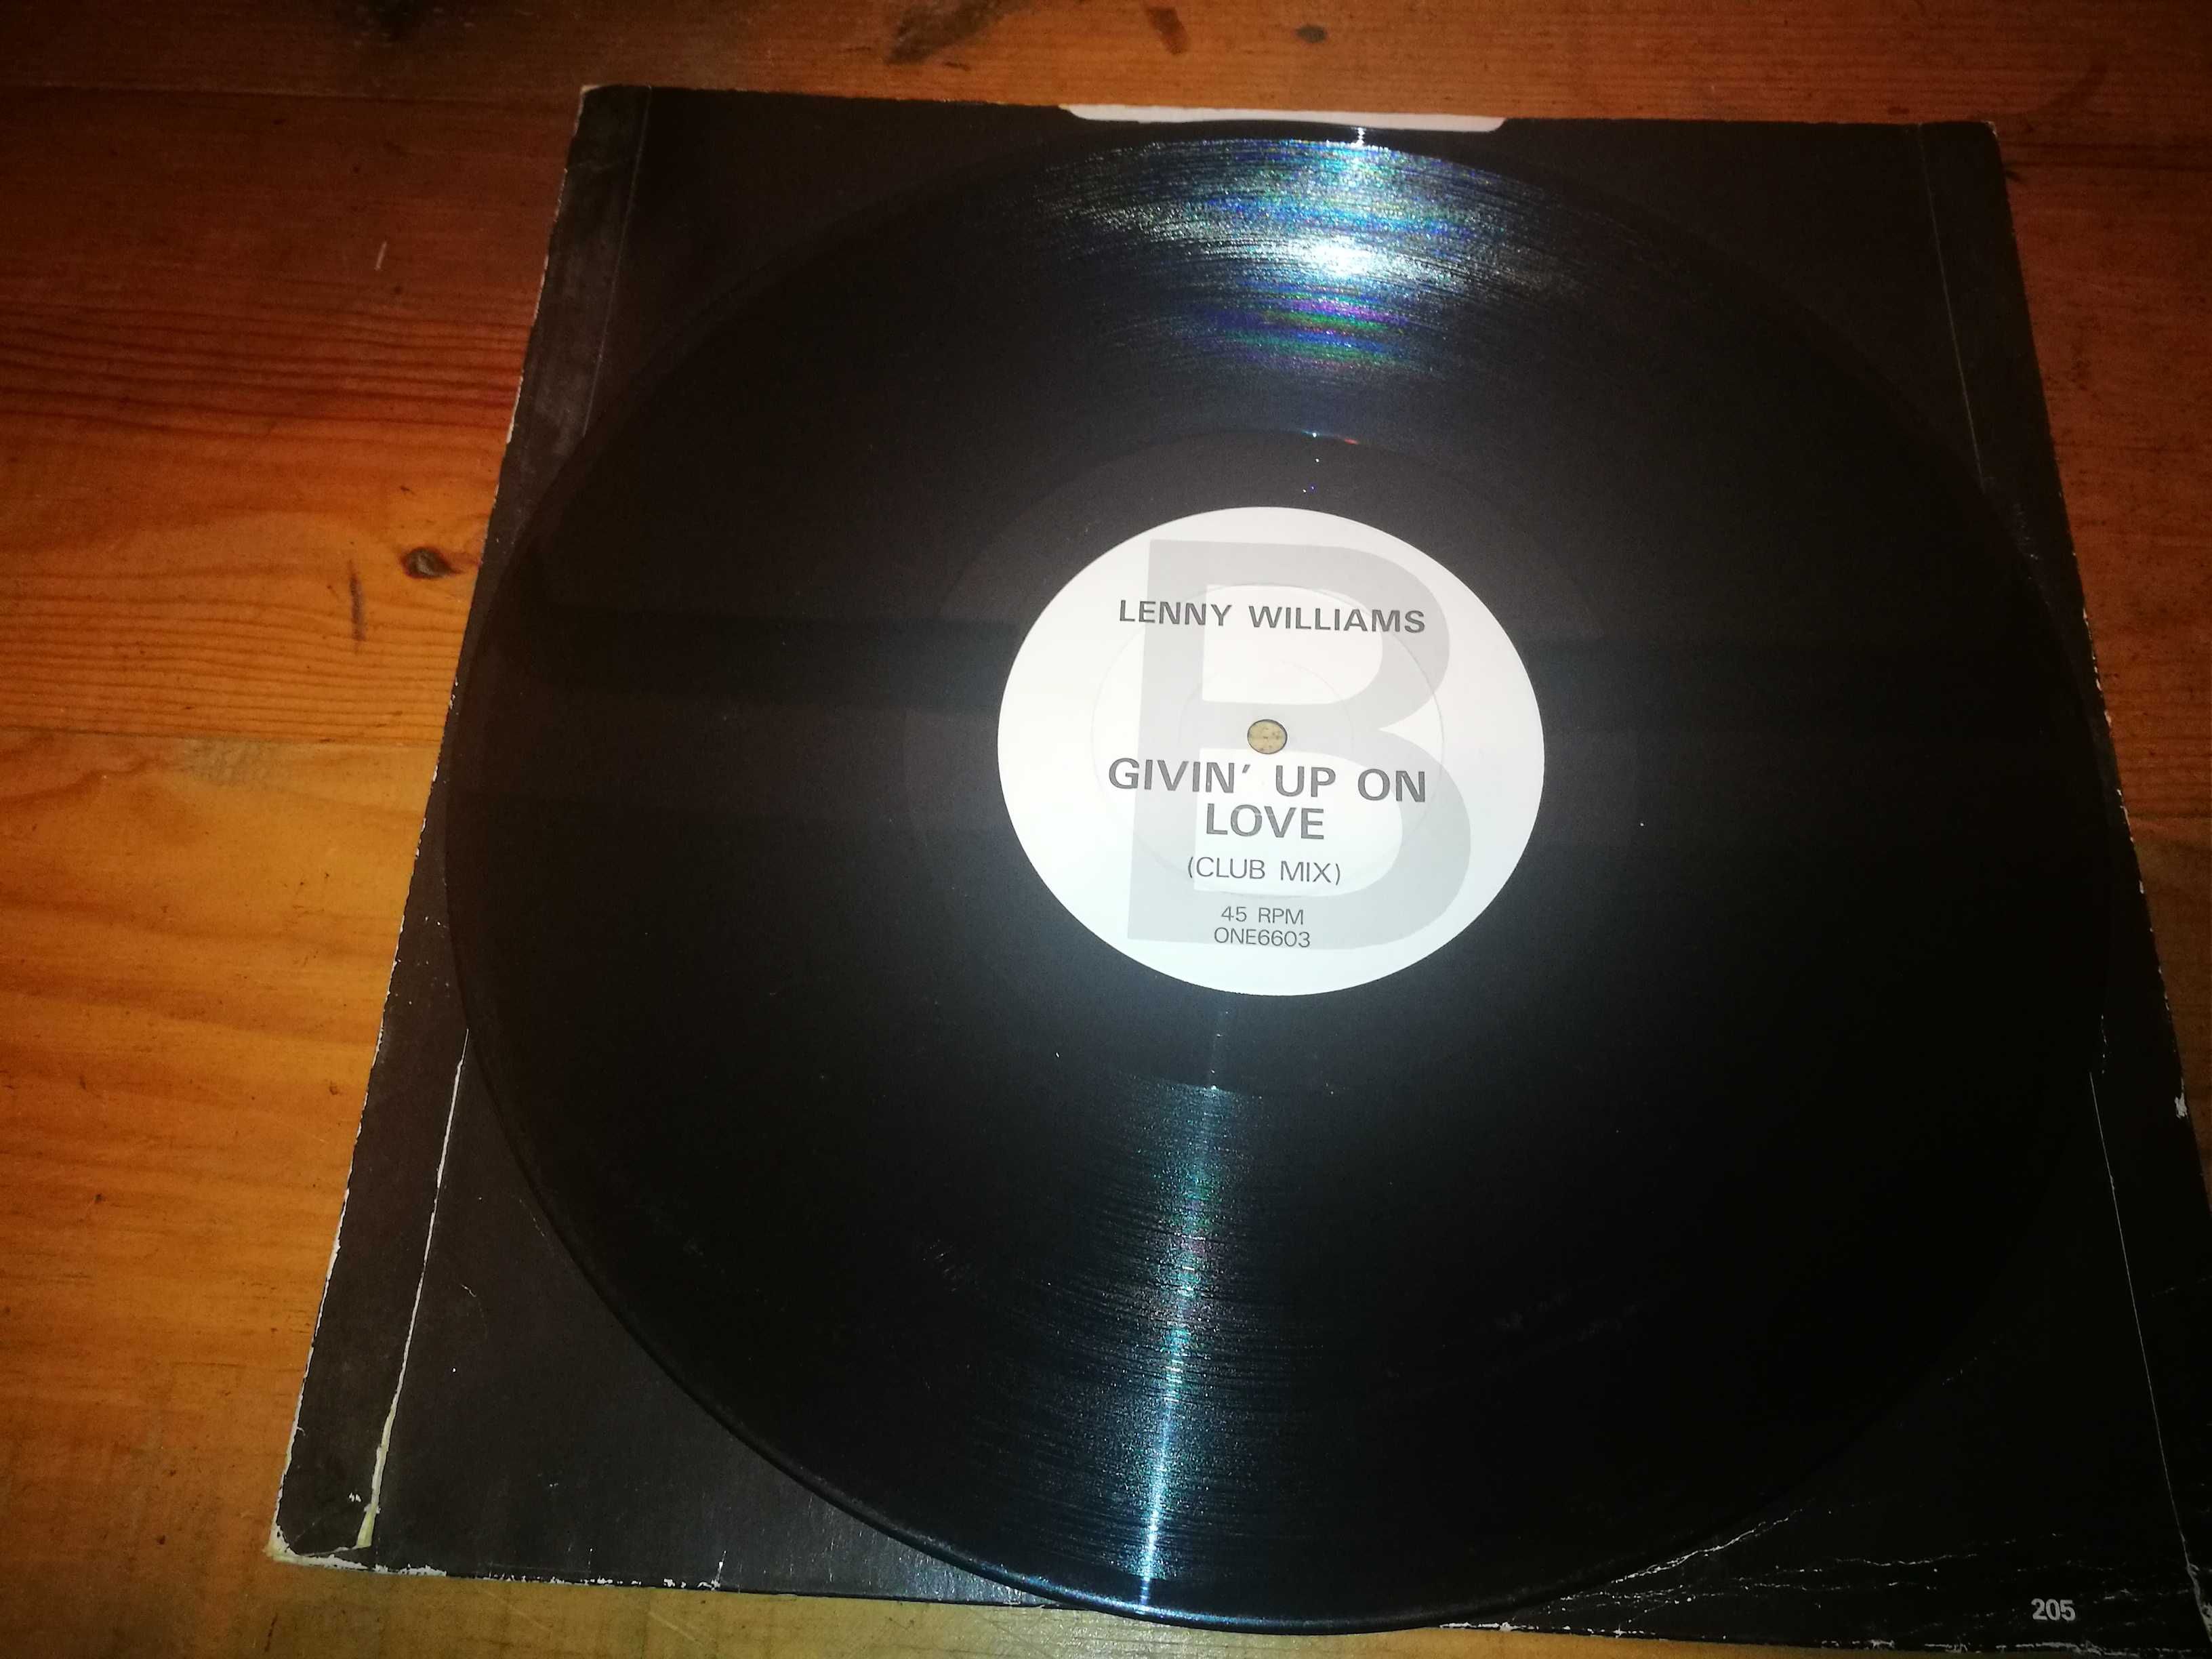 B
LENNY WILLIAMS
GIVIN' UP ON
LOVE
(CLUB MIX)
45 RPM
ONE6603
205